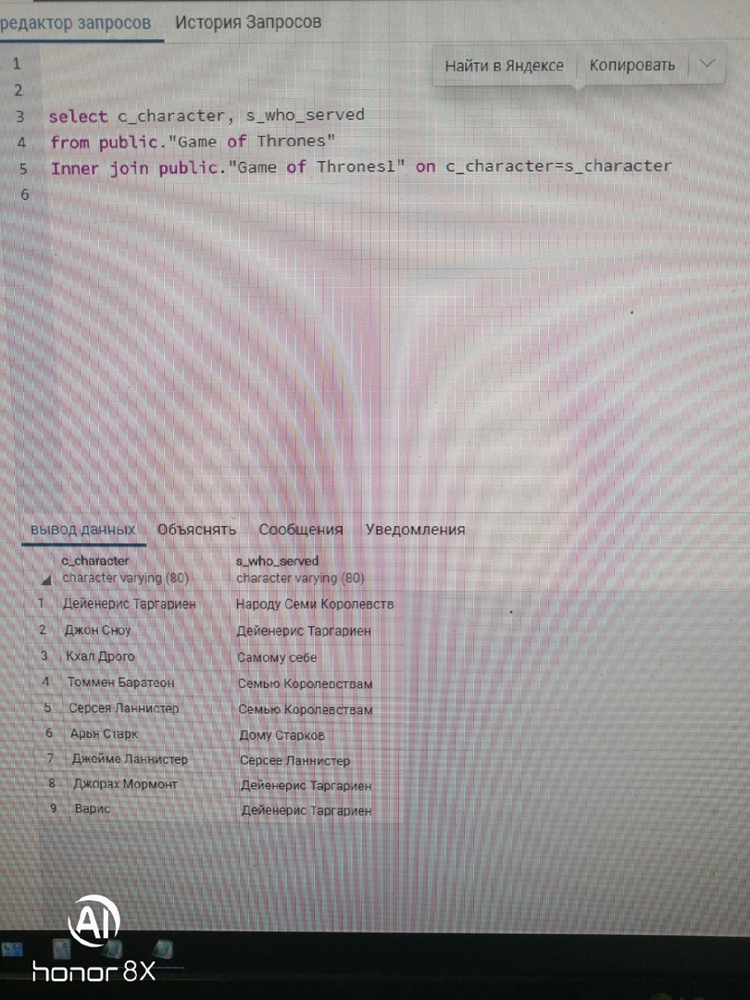 редактор запросов История Запросов
Найти в Яндексе Копировать
1
2
3 select c_character, s_who_served
4 from public."Game of Thrones"
5 Inner join public."Game of Thrones1" on c_character=s_character
6
вывод данных Объяснять Сообщения Уведомления
c_character s_who_served
character varying (80) character varying (80)
1 Дейенерис Таргариен Народу Семи Королевств
2 Джон Сноу Дейенерис Таргариен
3 Кхал Дрого Самому себе
4 Томмен Баратеон Семью Королевствам
5 Серсея Ланнистер Семью Королевствам
6 Арья Старк Дому Старков
7 Джейме Ланнистер Серсее Ланнистер
8 Джорах Мормонт Дейенерис Таргариен
9 Варис Дейенерис Таргариен
AI
honor 8X